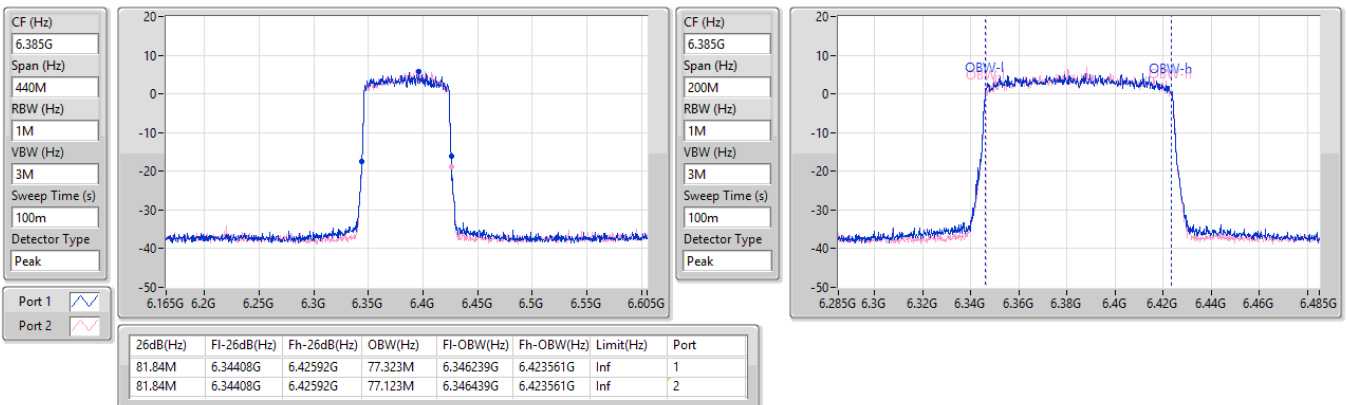 CF (Hz)
6.385G
Span (Hz)
440M
RBW (Hz)
1M
VBW (Hz)
3M
Sweep Time (s)
100m
Detector Type
Peak
20
10
0
-10
-20
-30
-40
-50
6.165G 6.2G 6.25G 6.3G 6.35G 6.4G 6.45G 6.5G 6.55G 6.605G
Port 1
Port 2
CF (Hz)
6.385G
Span (Hz)
200M
RBW (Hz)
1M
VBW (Hz)
3M
Sweep Time (s)
100m
Detector Type
Peak
20
10
0
-10
-20
-30
-40
-50
OBW-l OBW-h
6.285G 6.3G 6.32G 6.34G 6.36G 6.38G 6.4G 6.42G 6.44G 6.46G 6.485G
26dB(Hz) Fl-26dB(Hz) Fh-26dB(Hz) OBW(Hz) Fl-OBW(Hz) Fh-OBW(Hz) Limit(Hz) Port
81.84M 6.34408G 6.42592G 77.323M 6.346239G 6.423561G Inf 1
81.84M 6.34408G 6.42592G 77.123M 6.346439G 6.423561G Inf 2